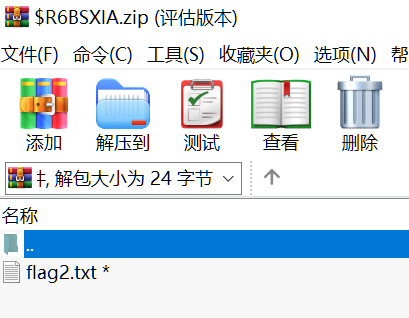 $R6BSXIA.zip (评估版本)
文件(F) 命令(C) 工具(S) 收藏夹(O) 选项(N) 帮
添加 解压到 测试 查看 删除
, 解包大小为 24 字节
名称
..
flag2.txt *